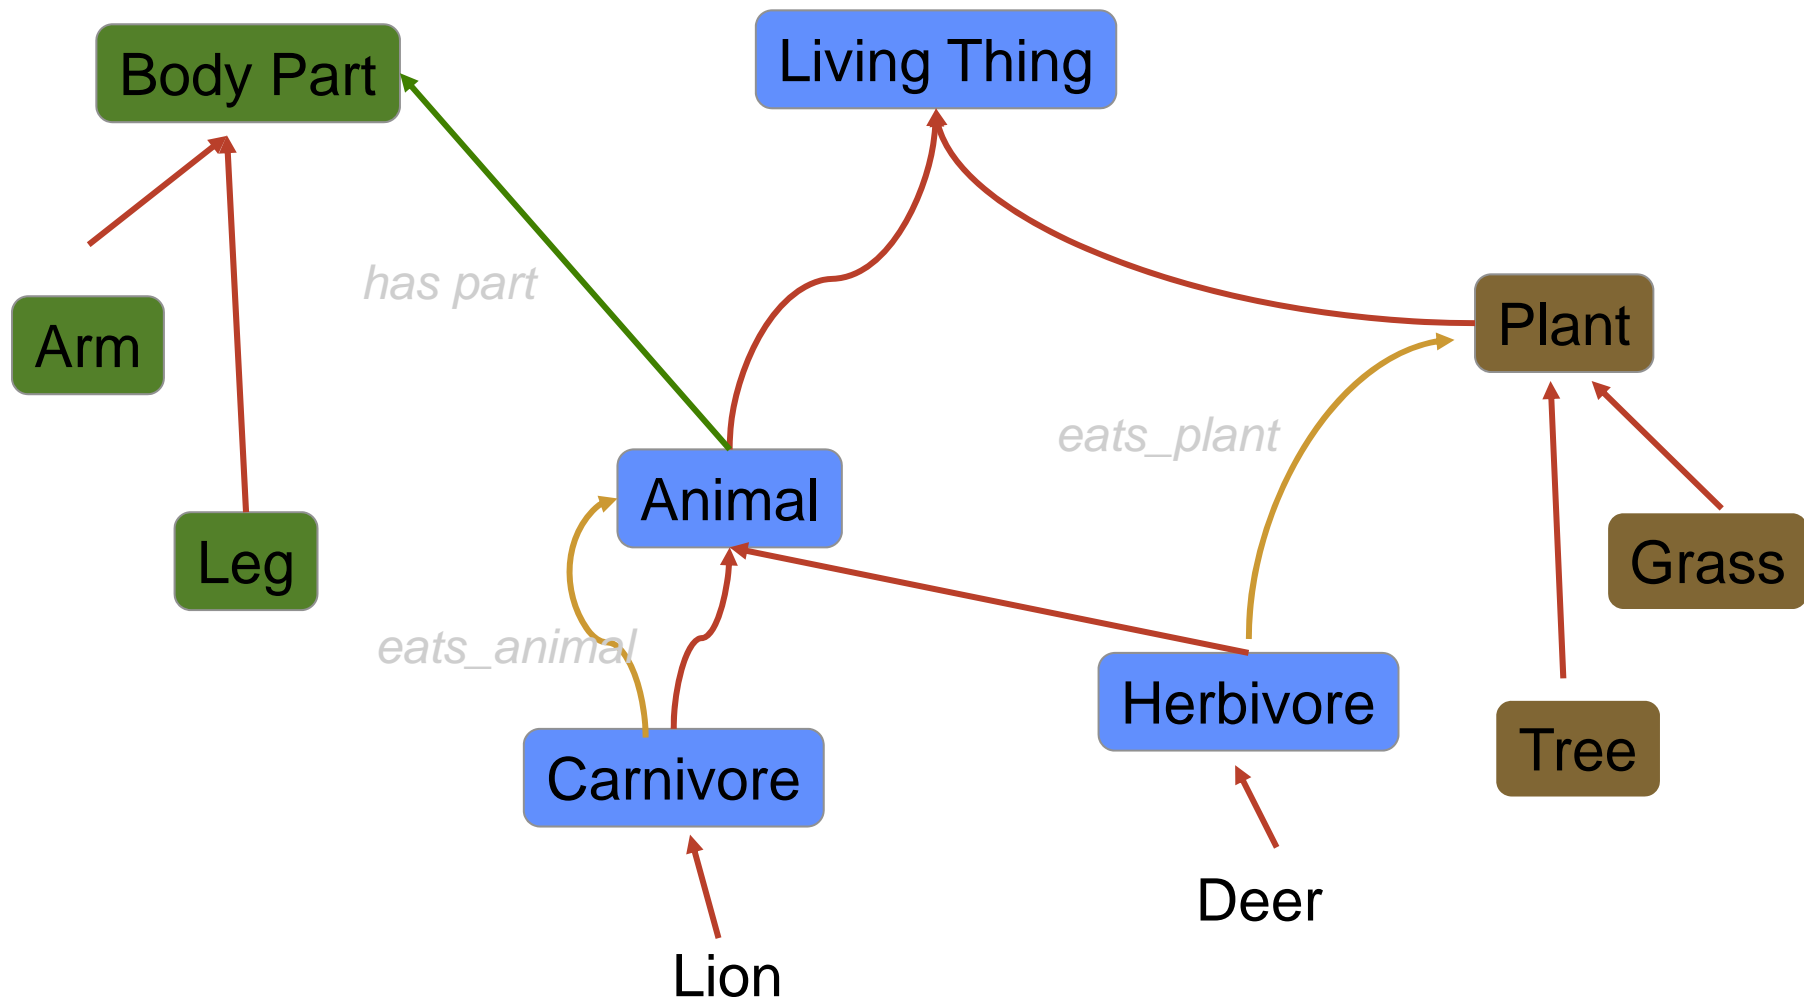 Living Thing
Body Part
has part
Plant
Arm
eats_plant
Animal
Grass
Leg
eats_animal
Herbivore
Tree
Carnivore
Deer
Lion